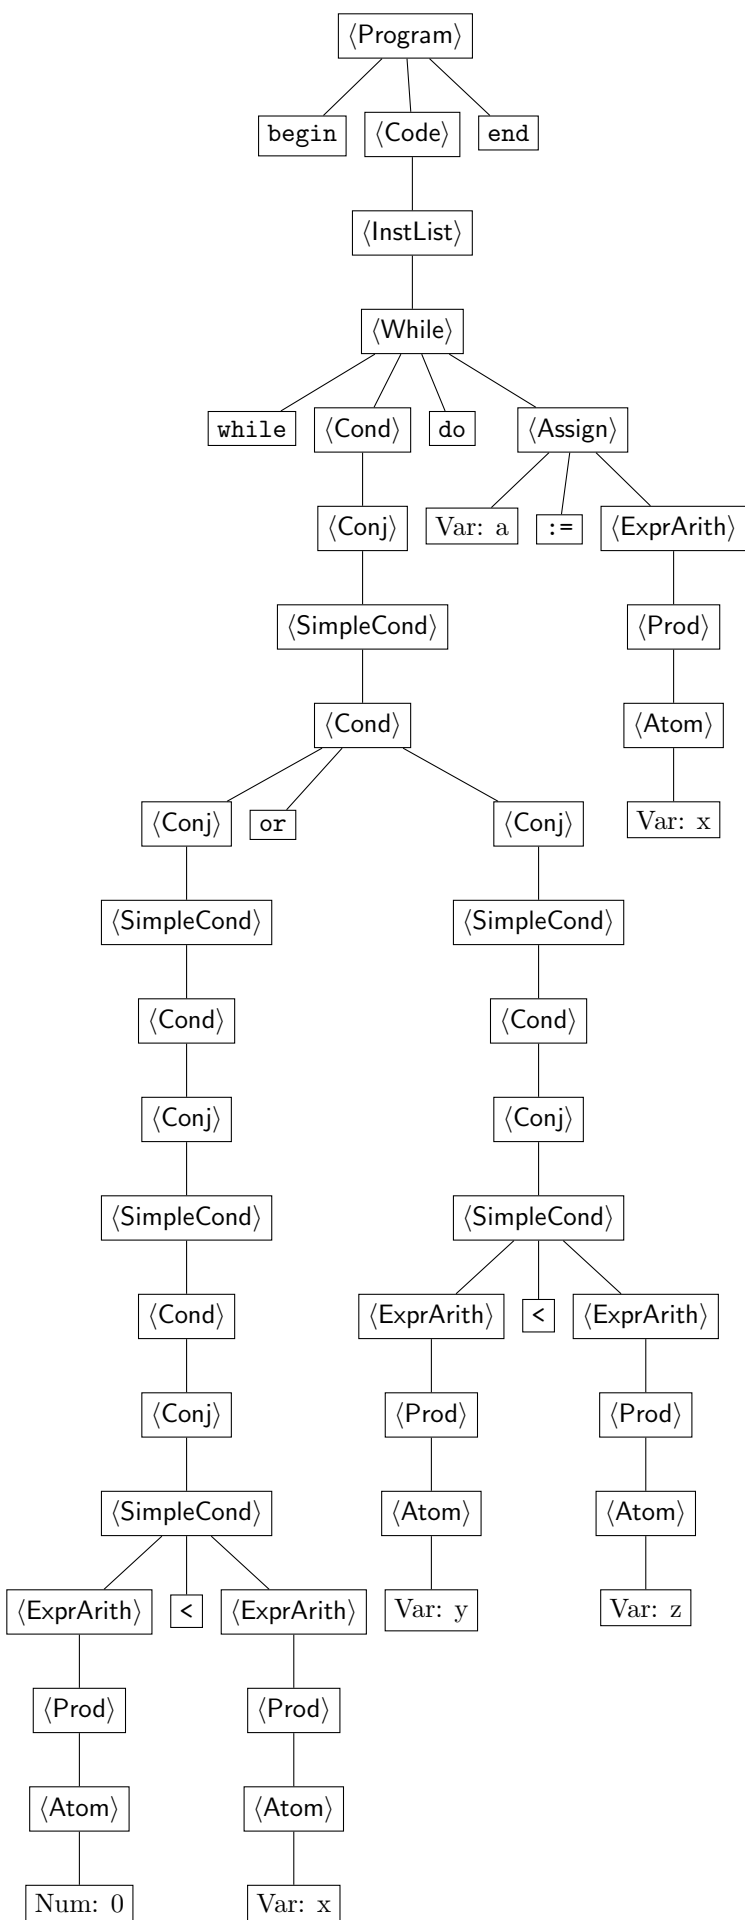 ⟨Program⟩
begin ⟨Code⟩ end
⟨InstList⟩
⟨While⟩
while ⟨Cond⟩ do ⟨Assign⟩
⟨Conj⟩ Var: a := ⟨ExprArith⟩
⟨SimpleCond⟩ ⟨Prod⟩
⟨Cond⟩ ⟨Atom⟩
⟨Conj⟩ or ⟨Conj⟩ Var: x
⟨SimpleCond⟩ ⟨SimpleCond⟩
⟨Cond⟩ ⟨Cond⟩
⟨Conj⟩ ⟨Conj⟩
⟨SimpleCond⟩ ⟨SimpleCond⟩
⟨Cond⟩ ⟨ExprArith⟩ < ⟨ExprArith⟩
⟨Conj⟩ ⟨Prod⟩ ⟨Prod⟩
⟨SimpleCond⟩ ⟨Atom⟩ ⟨Atom⟩
⟨ExprArith⟩ < ⟨ExprArith⟩ Var: y Var: z
⟨Prod⟩ ⟨Prod⟩
⟨Atom⟩ ⟨Atom⟩
Num: 0 Var: x